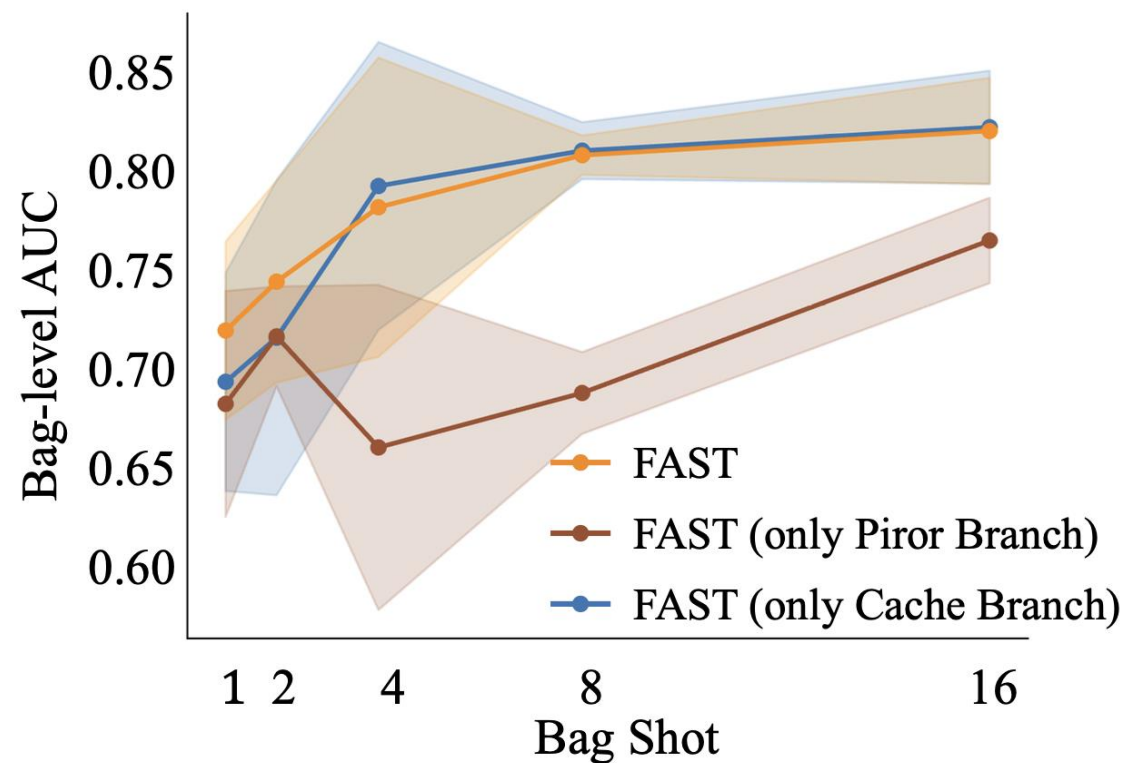 Bag-level AUC
0.85
0.80
0.75
0.70
0.65
0.60
FAST
FAST (only Piror Branch)
FAST (only Cache Branch)
1 2 4 8 16
Bag Shot